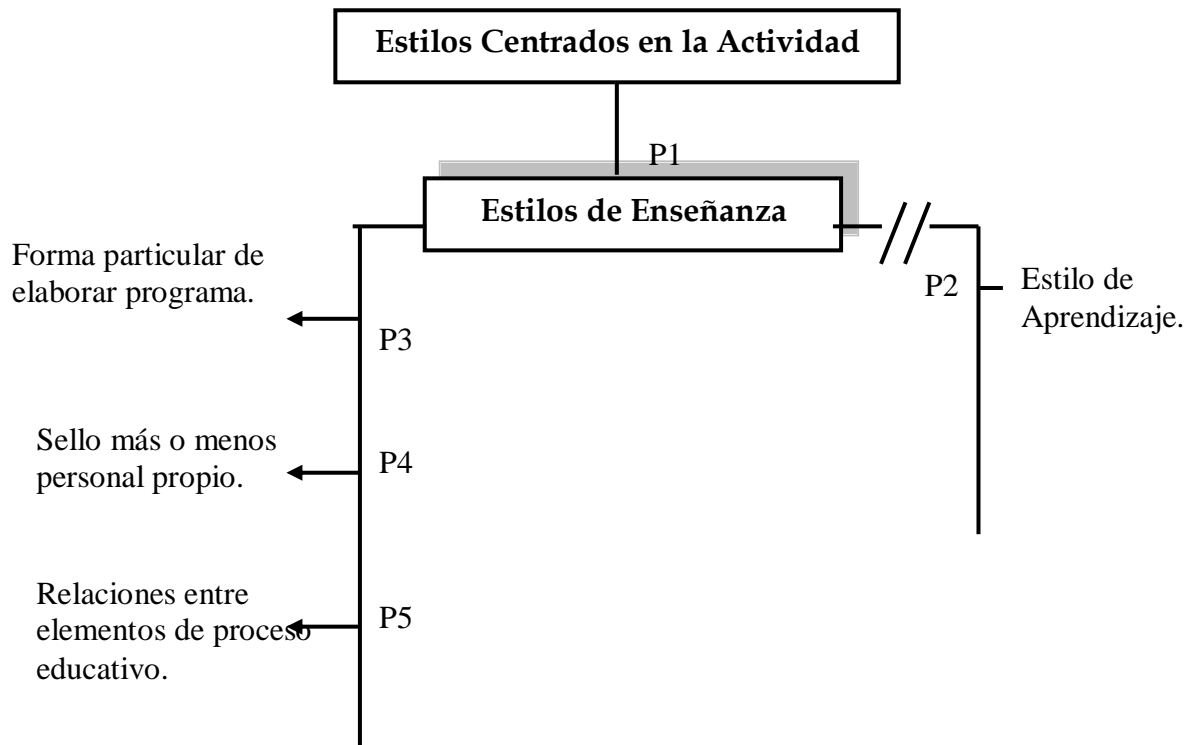 Estilos Centrados en la Actividad
P1
Estilos de Enseñanza
Forma particular de
elaborar programa.
P2
Estilo de
Aprendizaje.
P3
Sello más o menos
personal propio.
P4
Relaciones entre
elementos de proceso
educativo.
P5